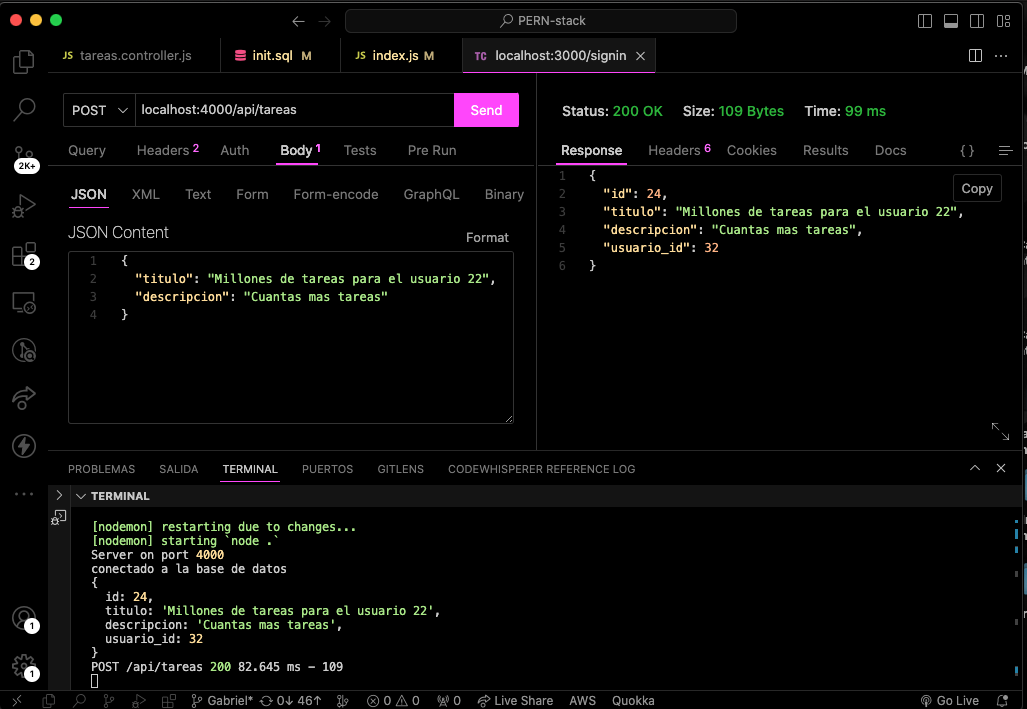 PERN-stack
JS tareas.controller.js
init.sql M
JS index.js M
TC localhost:3000/signin
POST localhost:4000/api/tareas Send
Status: 200 OK Size: 109 Bytes Time: 99 ms
Query Headers 2 Auth Body 1 Tests Pre Run
Response Headers 6 Cookies Results Docs { }
JSON XML Text Form Form-encode GraphQL Binary
JSON Content
Format
1 {
2 "titulo": "Millones de tareas para el usuario 22",
3 "descripcion": "Cuantas mas tareas"
4 }
Copy
1 {
2 "id": 24,
3 "titulo": "Millones de tareas para el usuario 22",
4 "descripcion": "Cuantas mas tareas",
5 "usuario_id": 32
6 }
2K+
2
1
1
PROBLEMAS SALIDA TERMINAL PUERTOS GITLENS CODEWHISPERER REFERENCE LOG
TERMINAL
[nodemon] restarting due to changes...
[nodemon] starting `node .`
Server on port 4000
conectado a la base de datos
{
id: 24,
titulo: 'Millones de tareas para el usuario 22',
descripcion: 'Cuantas mas tareas',
usuario_id: 32
}
POST /api/tareas 200 82.645 ms - 109
Gabriel* 0↓ 46↑ 0 0 0 Live Share AWS Quokka Go Live